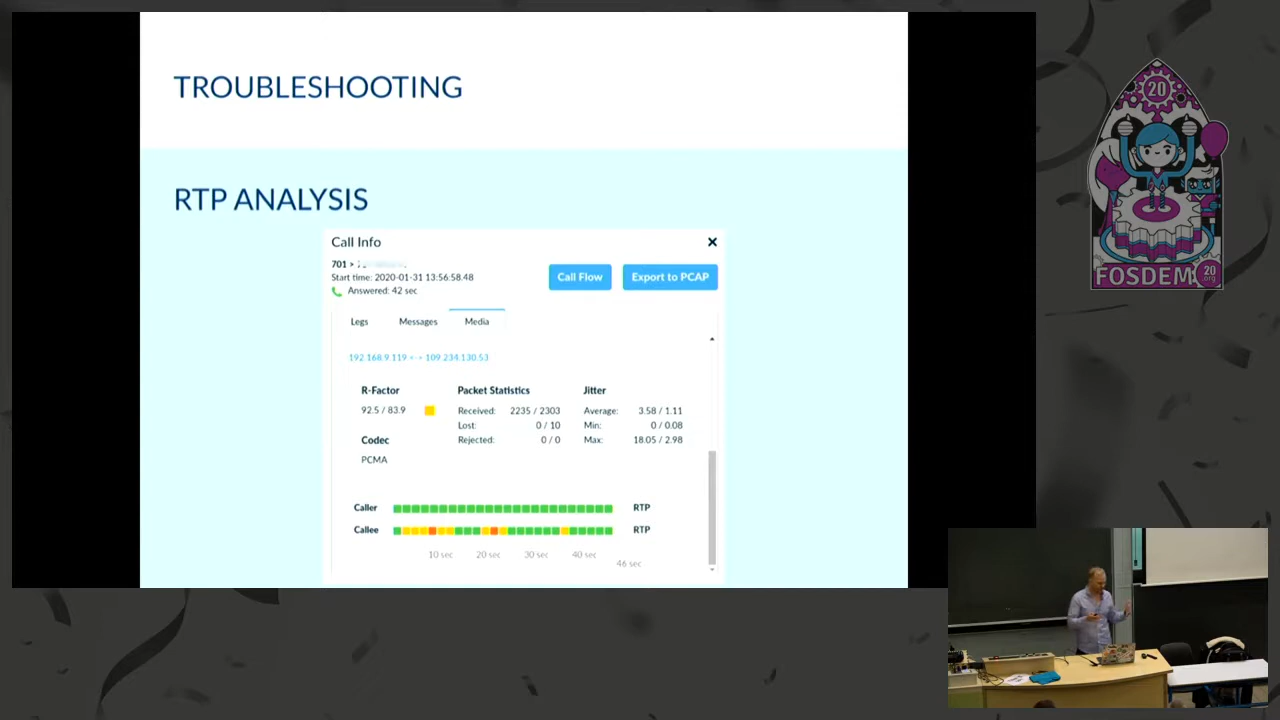 TROUBLESHOOTING
RTP ANALYSIS
Call Info
701 >
Start time: 2020-01-31 13:56:58.48
Answered: 42 sec
Call Flow
Export to PCAP
Legs Messages Media
192.168.9.119 <-> 109.234.130.53
R-Factor Packet Statistics Jitter
92.5 / 83.9 Received: 2235 / 2303 Average: 3.58 / 1.11
Lost: 0 / 10 Min: 0 / 0.08
Codec Rejected: 0 / 0 Max: 18.05 / 2.98
PCMA
Caller RTP
Callee RTP
10 sec 20 sec 30 sec 40 sec
46 sec
20
FOSDEM 20
.org